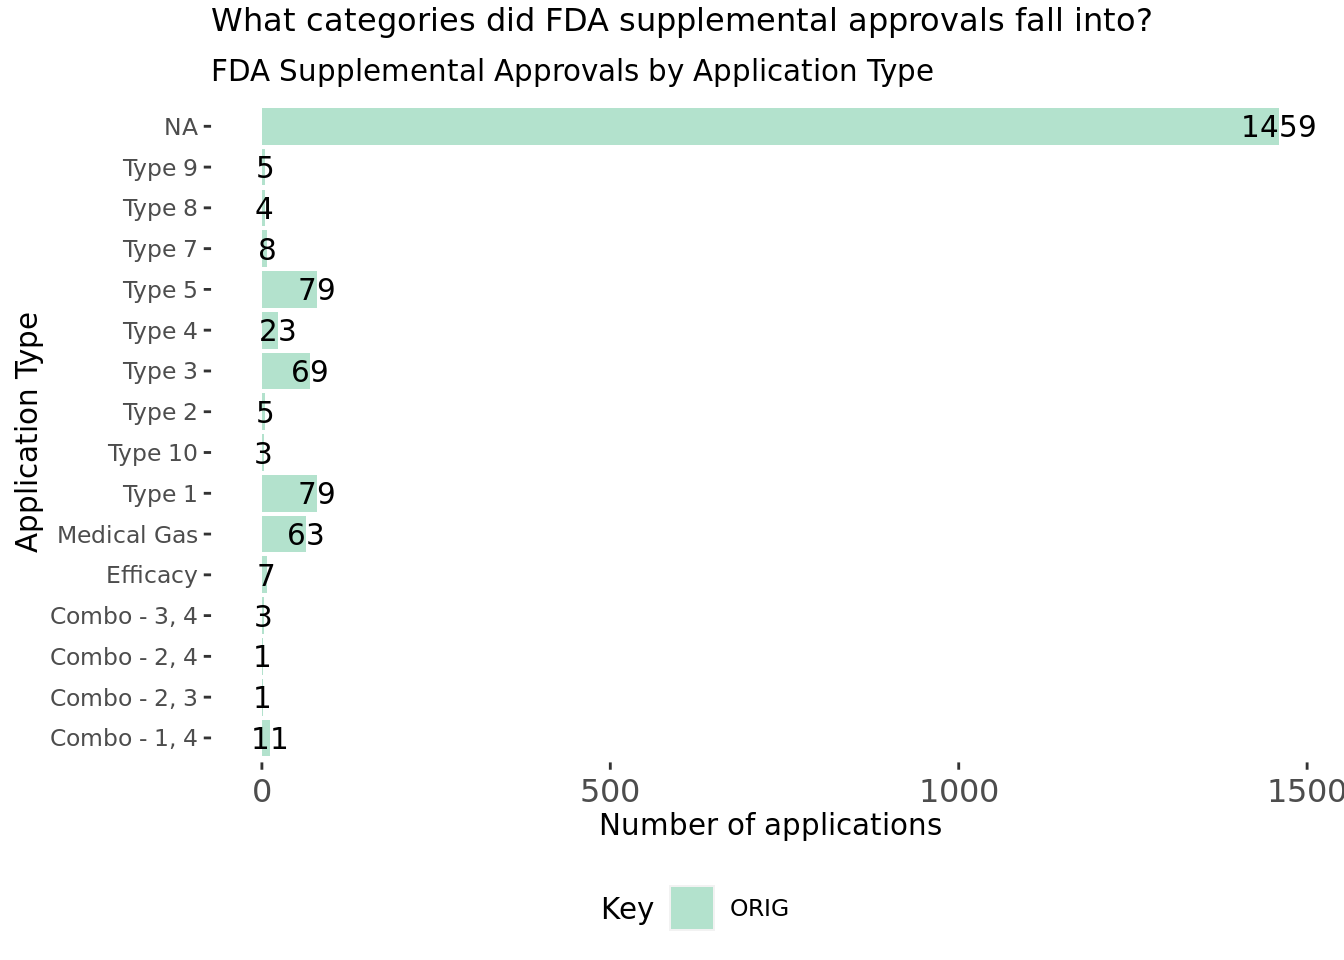 What categories did FDA supplemental approvals fall into?
FDA Supplemental Approvals by Application Type
Application Type
NA 1459
Type 9 5
Type 8 4
Type 7 8
Type 5 79
Type 4 23
Type 3 69
Type 2 5
Type 10 3
Type 1 79
Medical Gas 63
Efficacy 7
Combo - 3, 4 3
Combo - 2, 4 1
Combo - 2, 3 1
Combo - 1, 4 11
0 500 1000 1500
Number of applications
Key ORIG